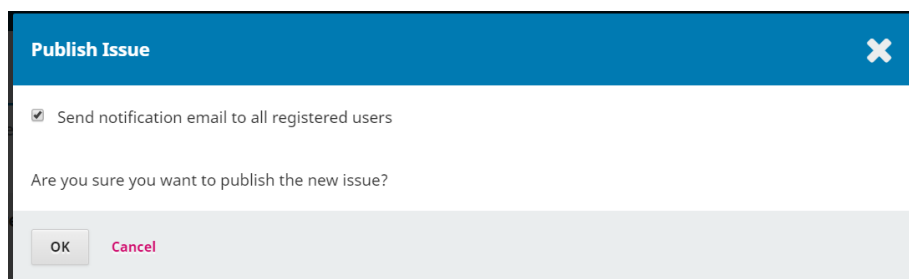 Publish Issue
Send notification email to all registered users
Are you sure you want to publish the new issue?
OK Cancel